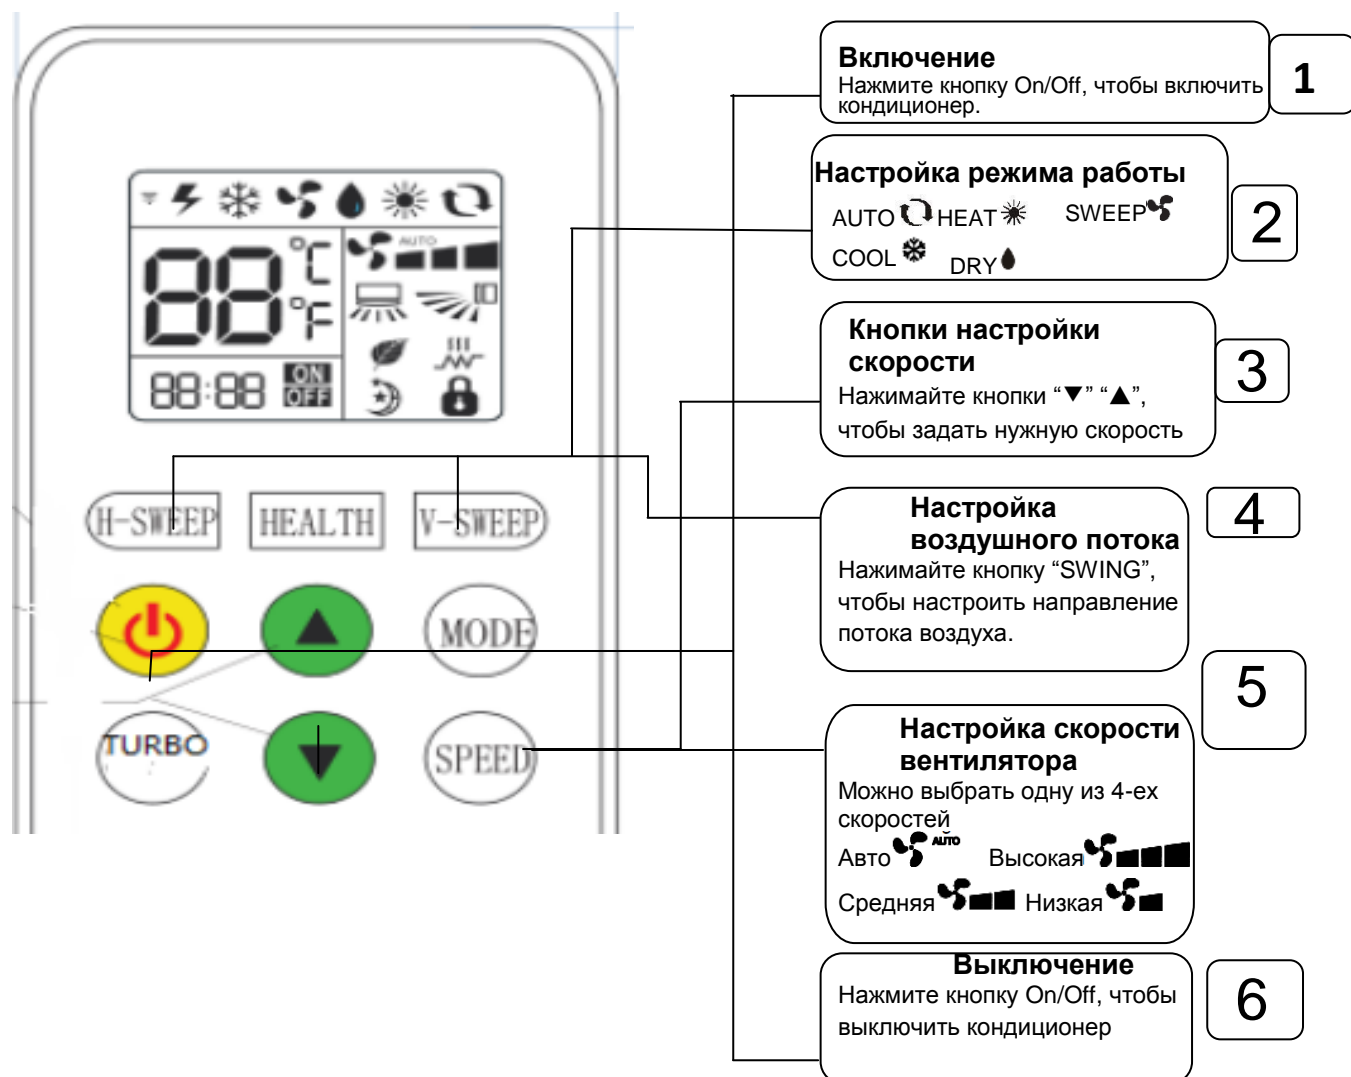 AUTO
88 °C
°F
88:88 ON
OFF
H-SWEEP HEALTH V-SWEEP
MODE
TURBO
SPEED
Включение
Нажмите кнопку On/Off, чтобы включить
кондиционер.
1
Настройка режима работы
AUTO HEAT SWEEP
COOL DRY
2
Кнопки настройки
скорости
Нажимайте кнопки “▼” “▲”,
чтобы задать нужную скорость
3
Настройка
воздушного потока
Нажимайте кнопку “SWING”,
чтобы настроить направление
потока воздуха.
4
Настройка скорости
вентилятора
Можно выбрать одну из 4-ех
скоростей
Авто AUTO Высокая
Средняя Низкая
5
Выключение
Нажмите кнопку On/Off, чтобы
выключить кондиционер
6